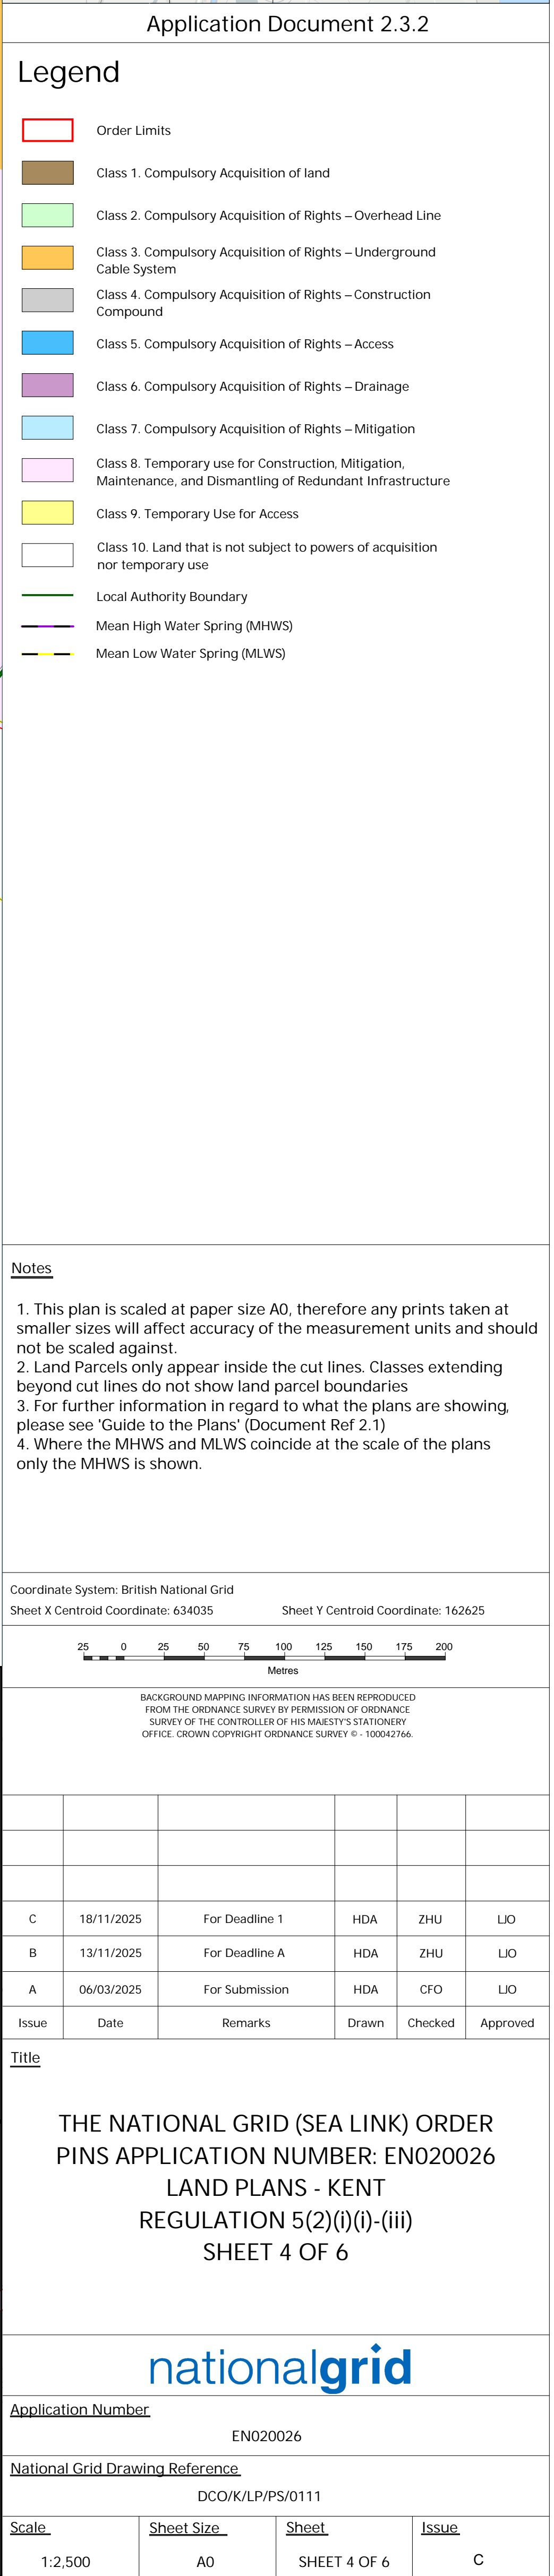 Application Document 2.3.2
Legend
Order Limits
Class 1. Compulsory Acquisition of land
Class 2. Compulsory Acquisition of Rights – Overhead Line
Class 3. Compulsory Acquisition of Rights – Underground
Cable System
Class 4. Compulsory Acquisition of Rights – Construction
Compound
Class 5. Compulsory Acquisition of Rights – Access
Class 6. Compulsory Acquisition of Rights – Drainage
Class 7. Compulsory Acquisition of Rights – Mitigation
Class 8. Temporary use for Construction, Mitigation,
Maintenance, and Dismantling of Redundant Infrastructure
Class 9. Temporary Use for Access
Class 10. Land that is not subject to powers of acquisition
nor temporary use
Local Authority Boundary
Mean High Water Spring (MHWS)
Mean Low Water Spring (MLWS)
Notes
1. This plan is scaled at paper size A0, therefore any prints taken at
smaller sizes will affect accuracy of the measurement units and should
not be scaled against.
2. Land Parcels only appear inside the cut lines. Classes extending
beyond cut lines do not show land parcel boundaries
3. For further information in regard to what the plans are showing,
please see 'Guide to the Plans' (Document Ref 2.1)
4. Where the MHWS and MLWS coincide at the scale of the plans
only the MHWS is shown.
Coordinate System: British National Grid
Sheet X Centroid Coordinate: 634035 Sheet Y Centroid Coordinate: 162625
25 0 25 50 75 100 125 150 175 200
Metres
BACKGROUND MAPPING INFORMATION HAS BEEN REPRODUCED
FROM THE ORDNANCE SURVEY BY PERMISSION OF ORDNANCE
SURVEY OF THE CONTROLLER OF HIS MAJESTY'S STATIONERY
OFFICE. CROWN COPYRIGHT ORDNANCE SURVEY © - 100042766.
C 18/11/2025 For Deadline 1 HDA ZHU LJO
B 13/11/2025 For Deadline A HDA ZHU LJO
A 06/03/2025 For Submission HDA CFO LJO
Issue Date Remarks Drawn Checked Approved
Title
THE NATIONAL GRID (SEA LINK) ORDER
PINS APPLICATION NUMBER: EN020026
LAND PLANS - KENT
REGULATION 5(2)(i)(i)-(iii)
SHEET 4 OF 6
nationalgrid
Application Number
EN020026
National Grid Drawing Reference
DCO/K/LP/PS/0111
Scale Sheet Size Sheet Issue
1:2,500 A0 SHEET 4 OF 6 C